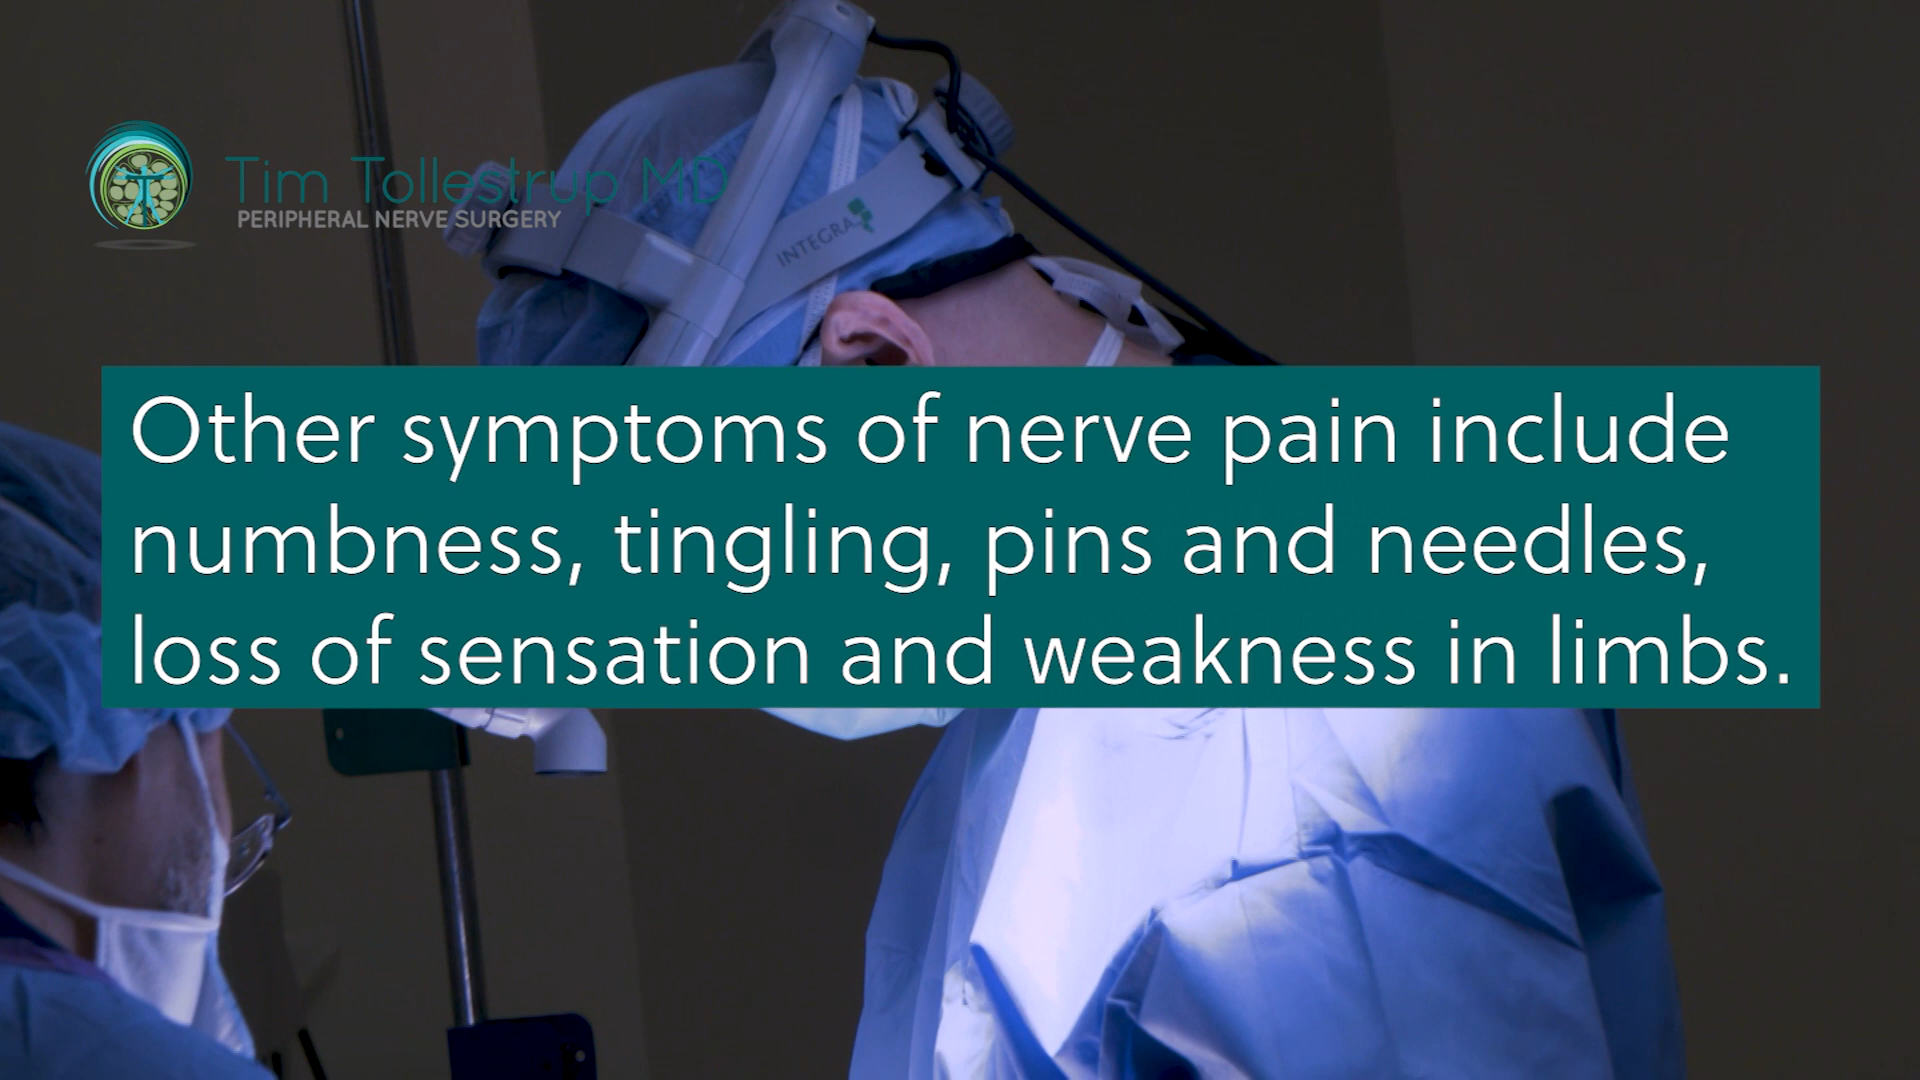 Tim Tollestrup MD
PERIPHERAL NERVE SURGERY
INTEGRA
Other symptoms of nerve pain include
numbness, tingling, pins and needles,
loss of sensation and weakness in limbs.